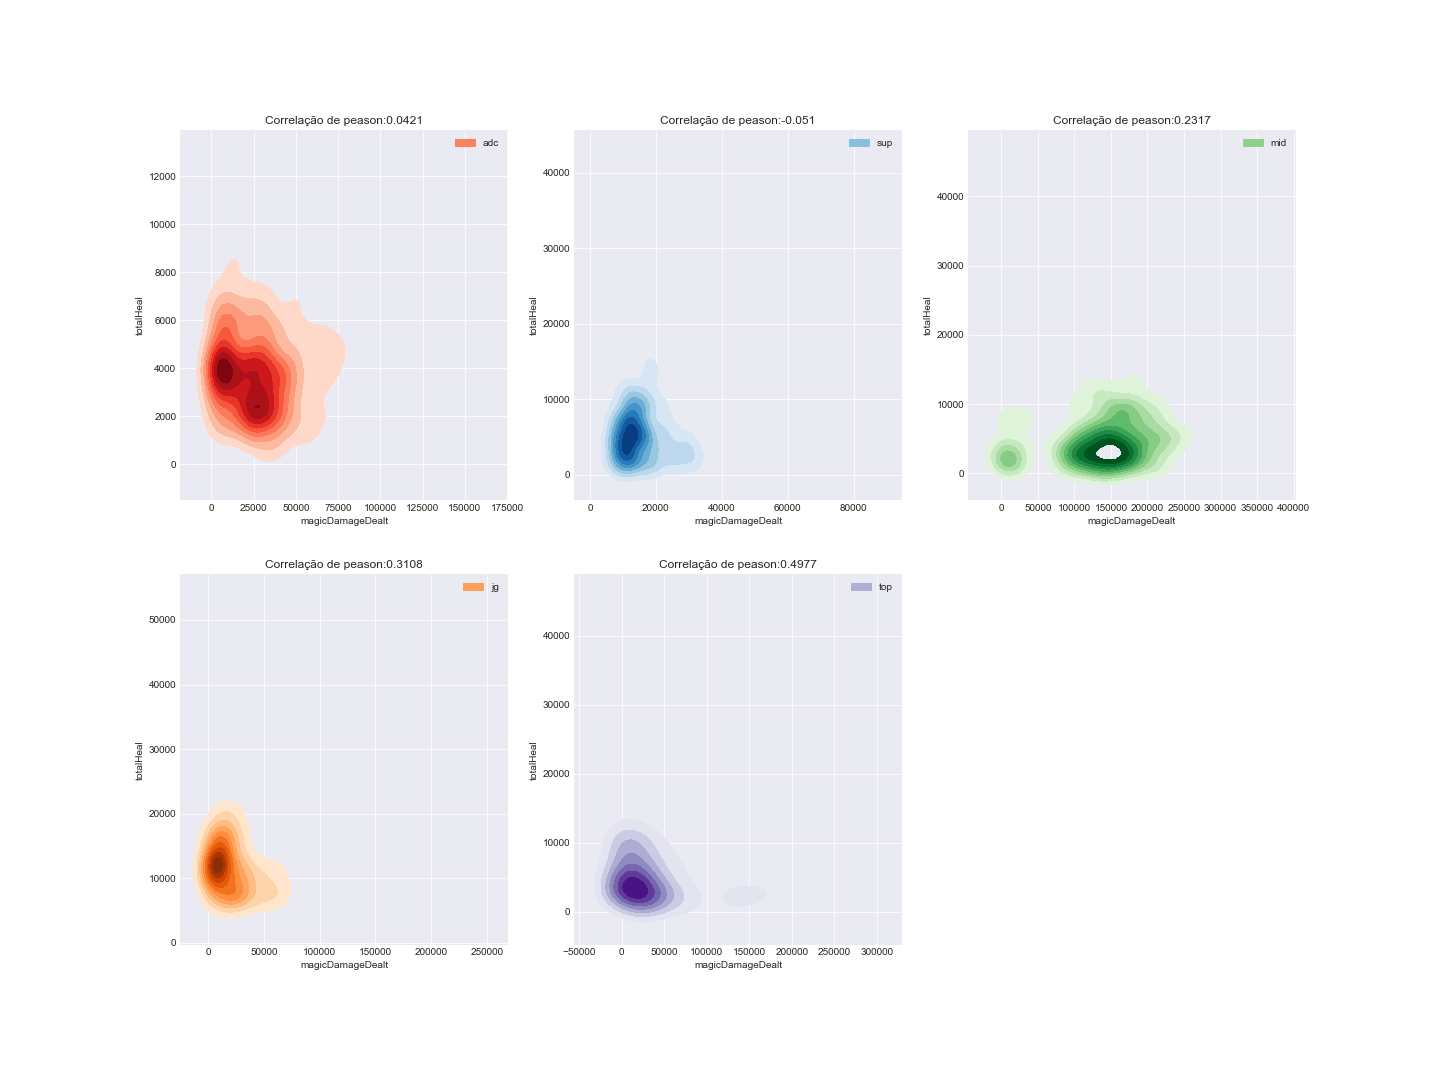 Correlação de peason:0.0421
adc
12000
10000
8000
6000
4000
2000
0
totalHeal
0 25000 50000 75000 100000 125000 150000 175000
magicDamageDealt
Correlação de peason:-0.051
sup
40000
30000
20000
10000
0
totalHeal
0 20000 40000 60000 80000
magicDamageDealt
Correlação de peason:0.2317
mid
40000
30000
20000
10000
0
totalHeal
0 50000 100000 150000 200000 250000 300000 350000 400000
magicDamageDealt
Correlação de peason:0.3108
jg
50000
40000
30000
20000
10000
0
totalHeal
0 50000 100000 150000 200000 250000
magicDamageDealt
Correlação de peason:0.4977
top
40000
30000
20000
10000
0
totalHeal
−50000 0 50000 100000 150000 200000 250000 300000
magicDamageDealt